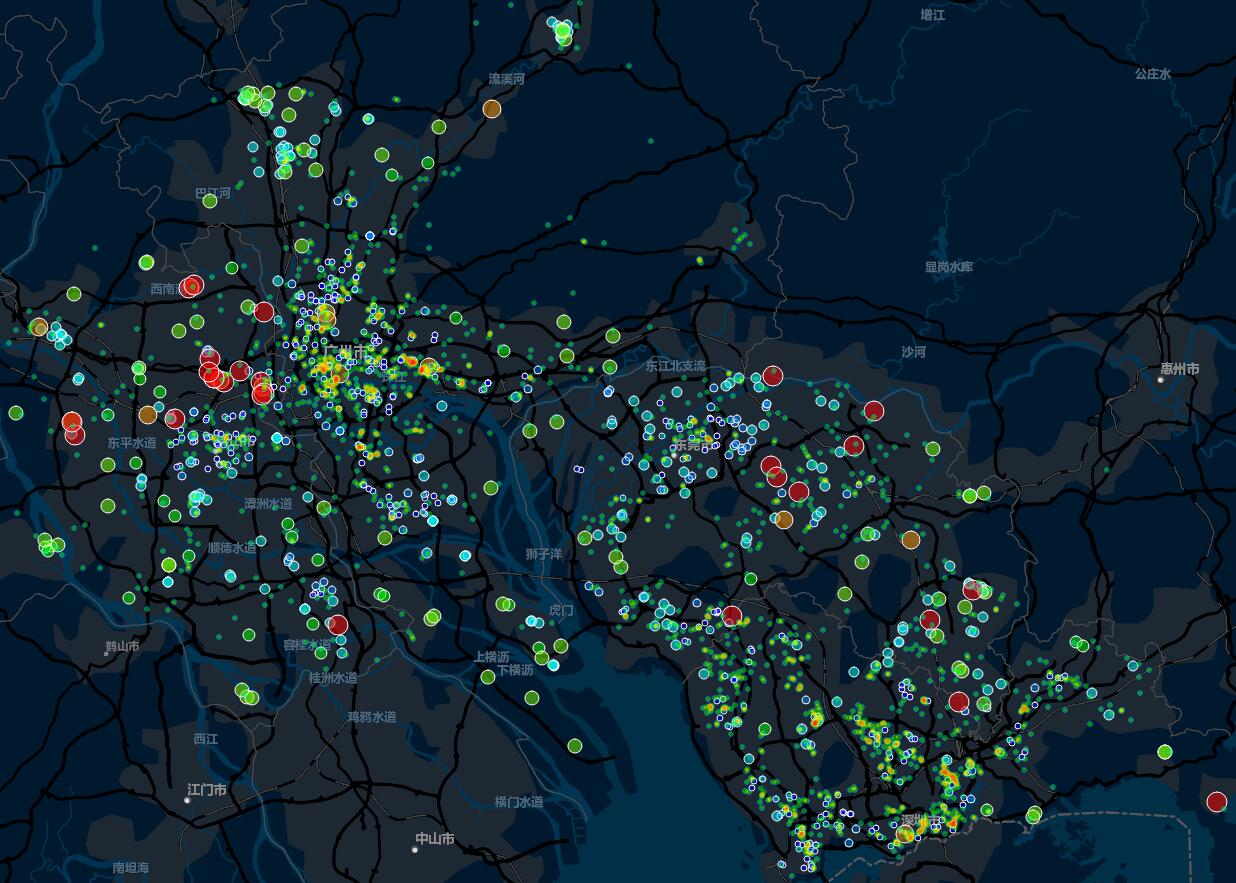 增江
公庄水
流溪河
巴江河
显岗水库
西南
广州市
沙河
东江北支流
惠州市
珠江
东平水道
东莞市
潭洲水道
顺德水道
狮子洋
虎门
鹤山市
容桂水道
上横沥
下横沥
桂洲水道
鸡鸦水道
西江
江门市
横门水道
深圳市
中山市
南坦海